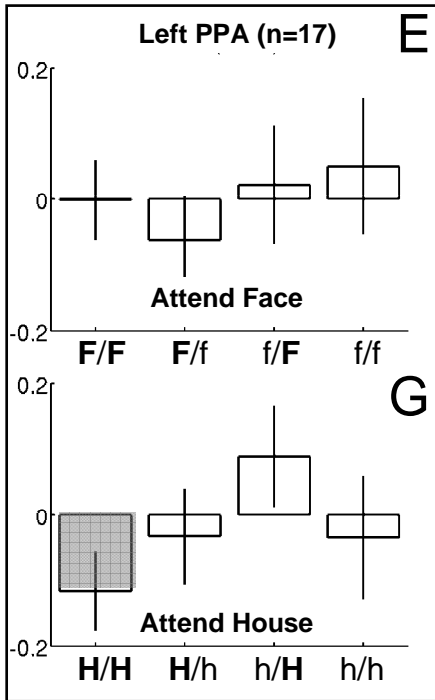 E
Left PPA (n=17)
0.2
0
Attend Face
-0.2
F/F F/f f/F f/f
G
0.2
0
Attend House
-0.2
H/H H/h h/H h/h